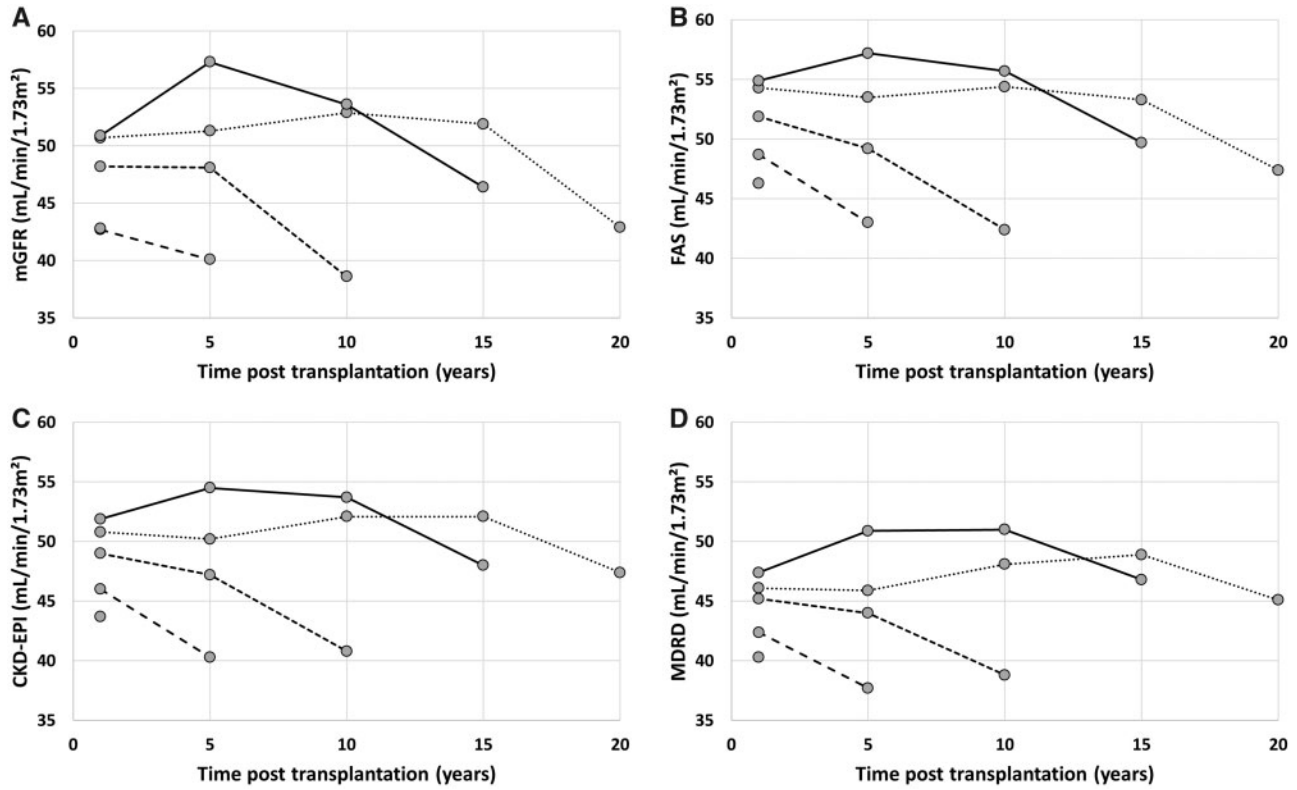 A
mGFR (mL/min/1.73m²)
60
55
50
45
40
35
0 5 10 15 20
Time post transplantation (years)
B
FAS (mL/min/1.73m²)
60
55
50
45
40
35
0 5 10 15 20
Time post transplantation (years)
C
CKD-EPI (mL/min/1.73m²)
60
55
50
45
40
35
0 5 10 15 20
Time post transplantation (years)
D
MDRD (mL/min/1.73m²)
60
55
50
45
40
35
0 5 10 15 20
Time post transplantation (years)